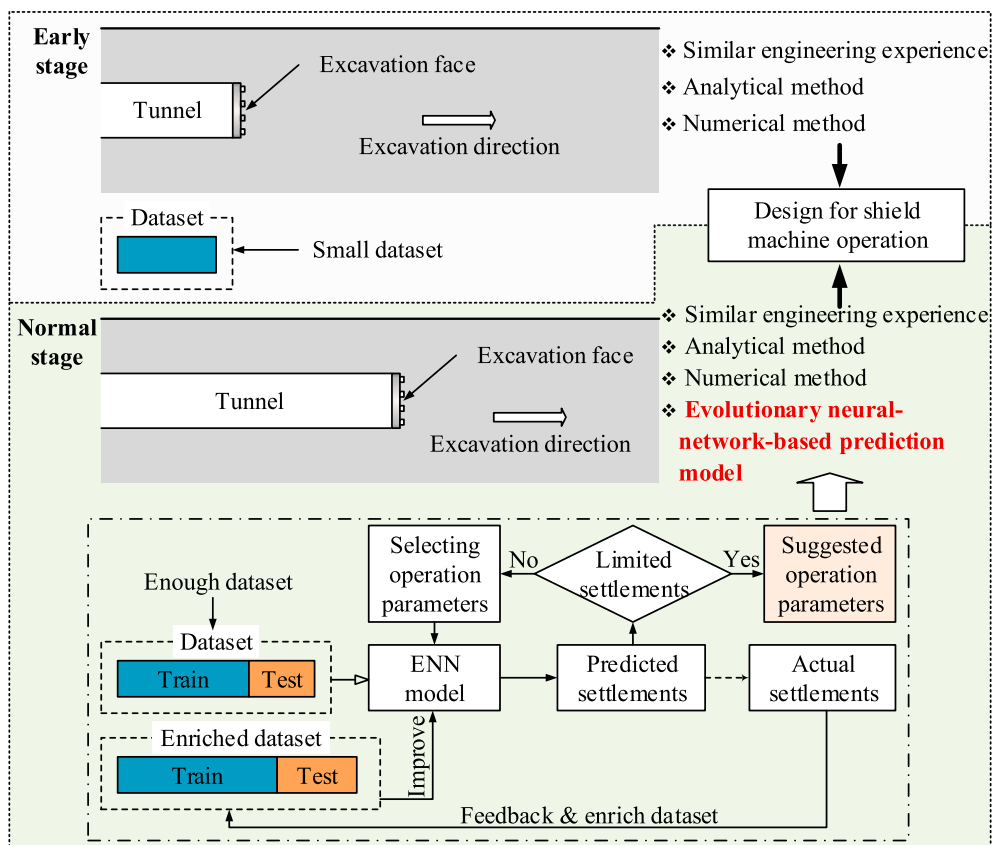 Early
stage
Excavation face
Tunnel
Excavation direction
❖ Similar engineering experience
❖ Analytical method
❖ Numerical method
Dataset
Small dataset
Design for shield
machine operation
Normal
stage
Excavation face
Tunnel
Excavation direction
❖ Similar engineering experience
❖ Analytical method
❖ Numerical method
❖ Evolutionary neural-
network-based prediction
model
Enough dataset
Dataset
Train
Test
Selecting
operation
parameters
No
Limited
settlements
Yes
Suggested
operation
parameters
ENN
model
Predicted
settlements
Actual
settlements
Enriched dataset
Train
Test
Improve
Feedback & enrich dataset